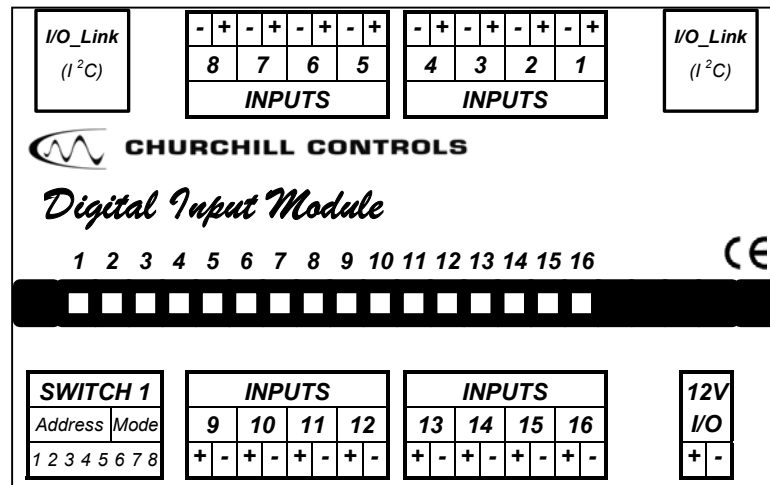 I/O_Link
(I ²C)
- + - + - + - +
8 7 6 5
INPUTS
- + - + - + - +
4 3 2 1
INPUTS
I/O_Link
(I ²C)
CHURCHILL CONTROLS
Digital Input Module
1 2 3 4 5 6 7 8 9 10 11 12 13 14 15 16
CE
SWITCH 1
Address Mode
1 2 3 4 5 6 7 8
INPUTS
9 10 11 12
+ - + - + - + -
INPUTS
13 14 15 16
+ - + - + - + -
12V
I/O
+ -